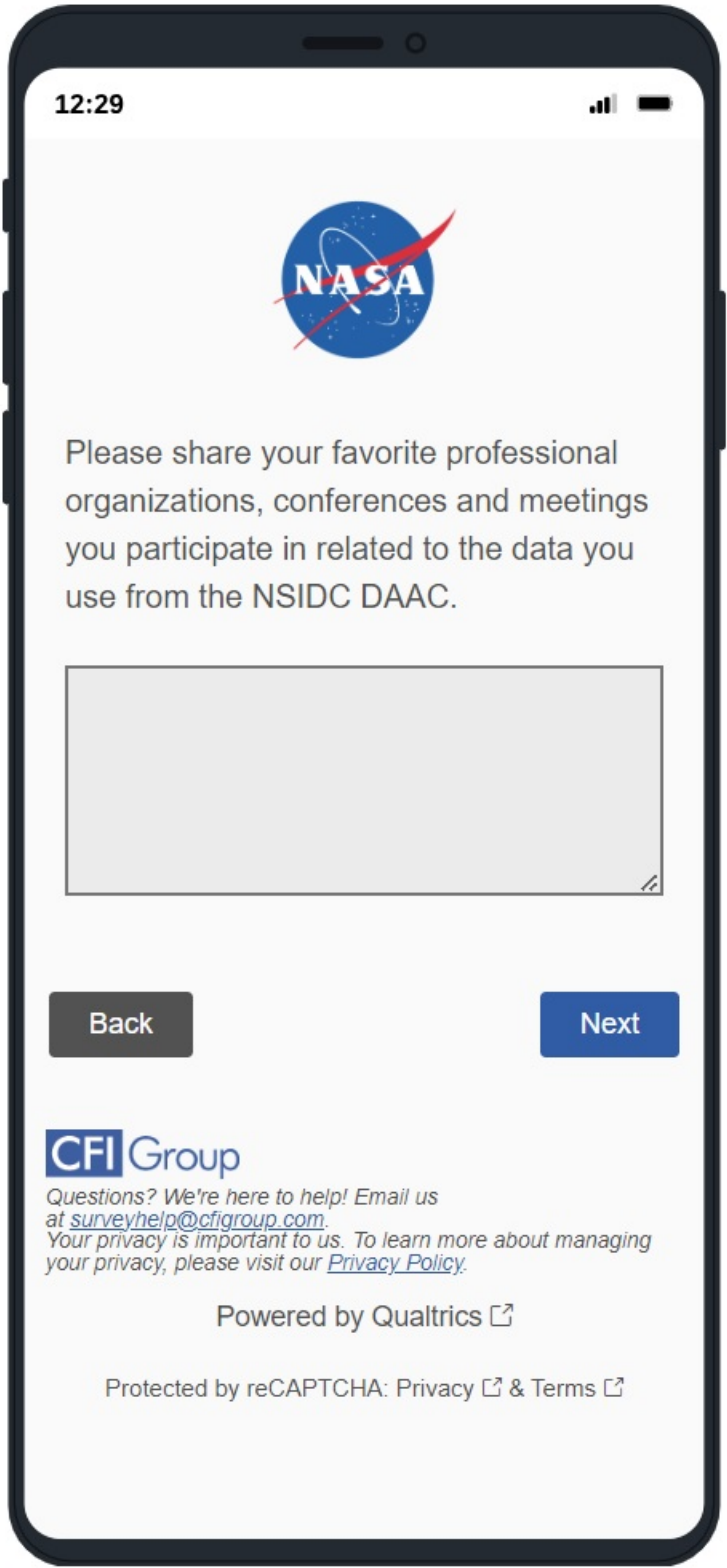 12:29
NASA
Please share your favorite professional
organizations, conferences and meetings
you participate in related to the data you
use from the NSIDC DAAC.
Back
Next
CFI Group
Questions? We're here to help! Email us
at surveyhelp@cfigroup.com.
Your privacy is important to us. To learn more about managing
your privacy, please visit our Privacy Policy.
Powered by Qualtrics
Protected by reCAPTCHA: Privacy & Terms